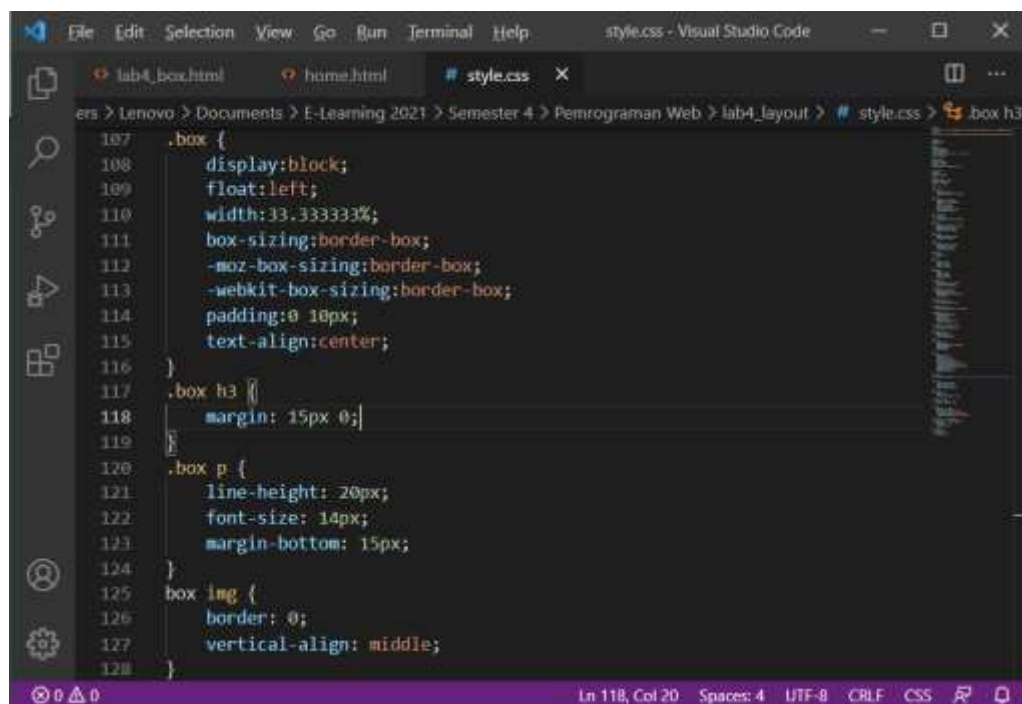 File Edit Selection View Go Run Terminal Help style.css - Visual Studio Code
lab4_box.html home.html # style.css
ers > Lenovo > Documents > E-Learning 2021 > Semester 4 > Pemrograman Web > lab4_layout > # style.css > .box h3
107 .box {
108 display:block;
109 float:left;
110 width:33.333333%;
111 box-sizing:border-box;
112 -moz-box-sizing:border-box;
113 -webkit-box-sizing:border-box;
114 padding:0 10px;
115 text-align:center;
116 }
117 .box h3 {
118 margin: 15px 0;
119 }
120 .box p {
121 line-height: 20px;
122 font-size: 14px;
123 margin-bottom: 15px;
124 }
125 box img {
126 border: 0;
127 vertical-align: middle;
128 }
0 0 Ln 118, Col 20 Spaces: 4 UTF-8 CRLF CSS